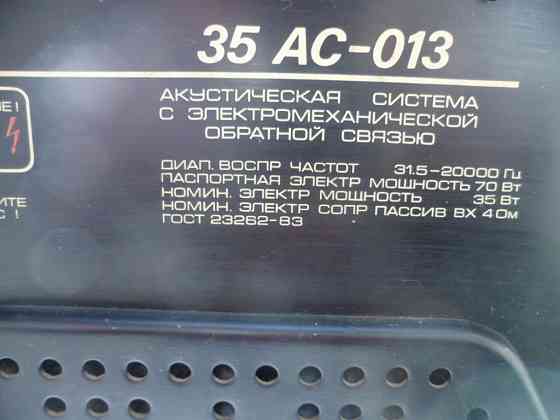 35 АС-013
Е!
АКУСТИЧЕСКАЯ СИСТЕМА
С ЭЛЕКТРОМЕХАНИЧЕСКОЙ
ОБРАТНОЙ СВЯЗЬЮ
ДИАП. ВОСПР ЧАСТОТ 31.5-20000 Гц
ПАСПОРТНАЯ ЭЛЕКТР МОЩНОСТЬ 70 Вт
НОМИН. ЭЛЕКТР МОЩНОСТЬ 35 Вт
НОМИН. ЭЛЕКТР СОПР ПАССИВ ВХ 4 Ом
ГОСТ 23262-83
ИТЕ
С !